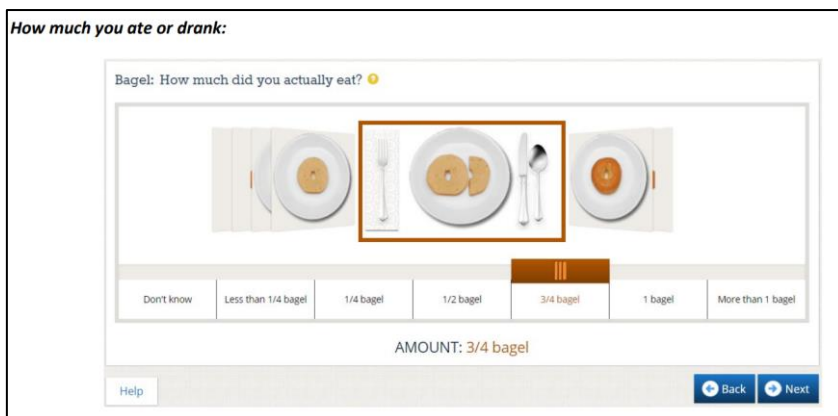 How much you ate or drank:
Bagel: How much did you actually eat? ?
Don't know
Less than 1/4 bagel
1/4 bagel
1/2 bagel
3/4 bagel
1 bagel
More than 1 bagel
AMOUNT: 3/4 bagel
Help
Back
Next